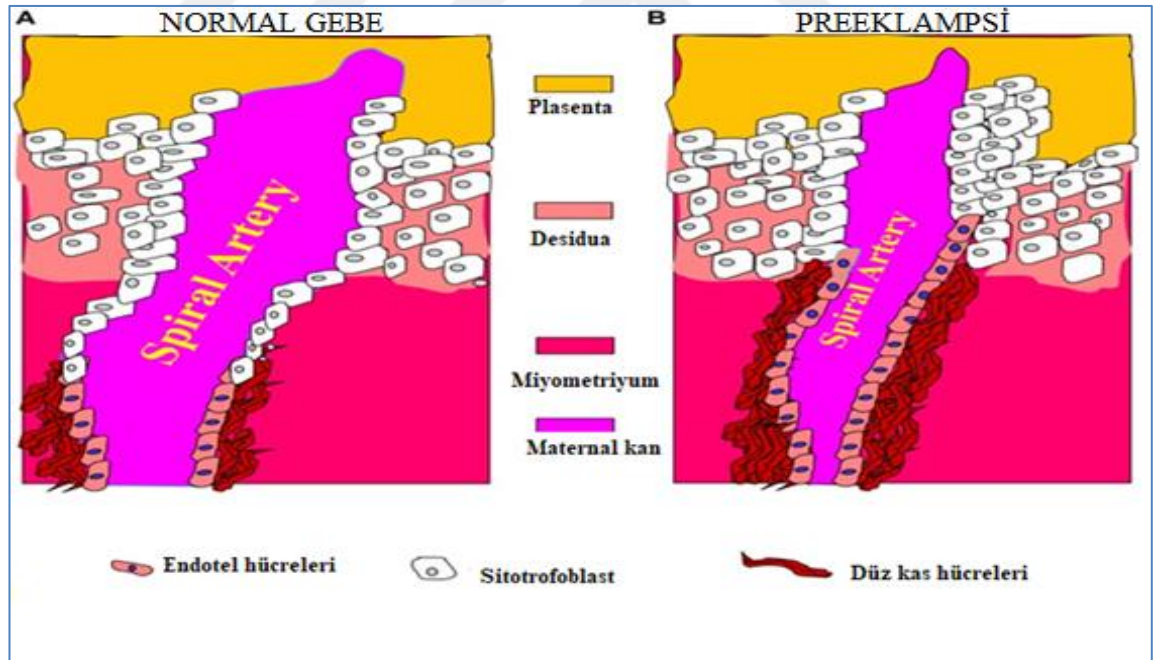 A
NORMAL GEBE
B
PREEKLAMPSİ
Spiral Artery
Plasenta
Desidua
Miyometriyum
Maternal kan
Spiral Artery
Endotel hücreleri
Sitotrofoblast
Düz kas hücreleri